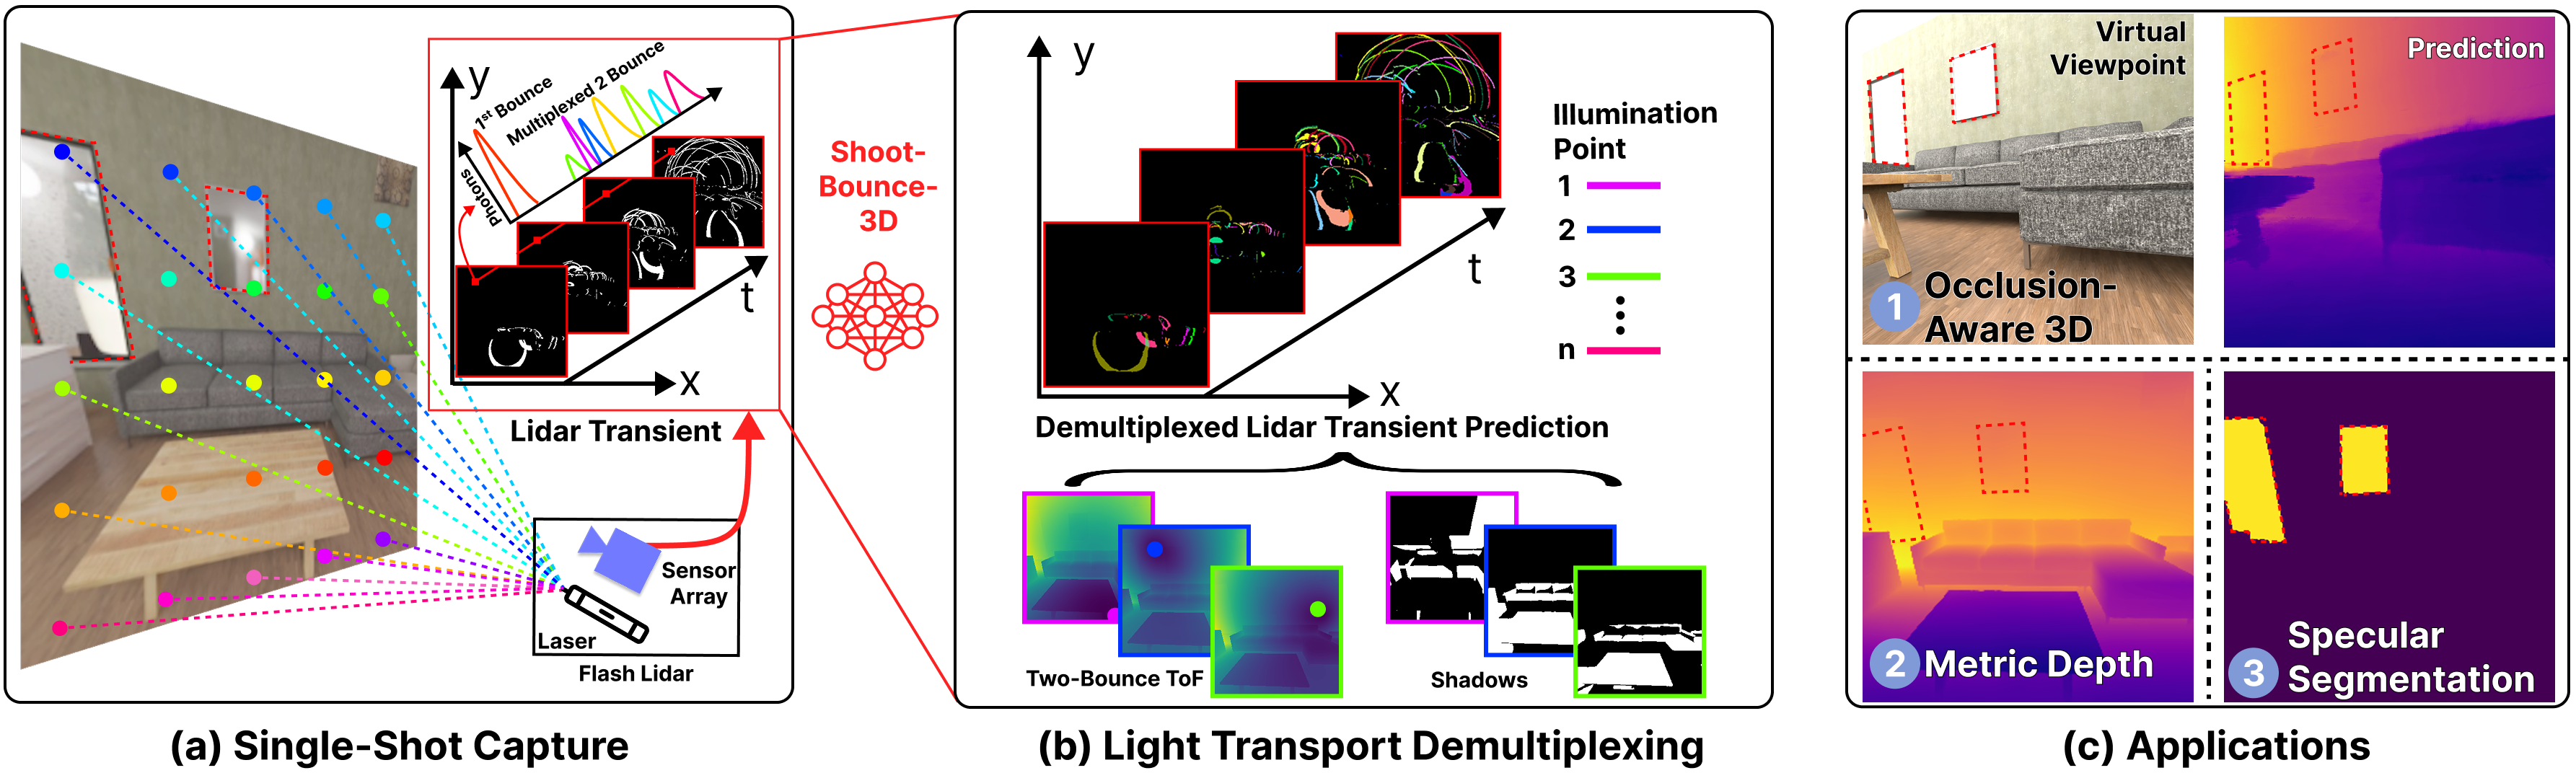 y
1st Bounce
Multiplexed 2 Bounce
Photons
t
x
Lidar Transient
Sensor
Array
Laser
Flash Lidar
(a) Single-Shot Capture
Shoot-
Bounce-
3D
y
t
x
Illumination
Point
1
2
3
n
Demultiplexed Lidar Transient Prediction
Two-Bounce ToF
Shadows
(b) Light Transport Demultiplexing
Virtual
Viewpoint
Prediction
1 Occlusion-
Aware 3D
2 Metric Depth
3 Specular
Segmentation
(c) Applications